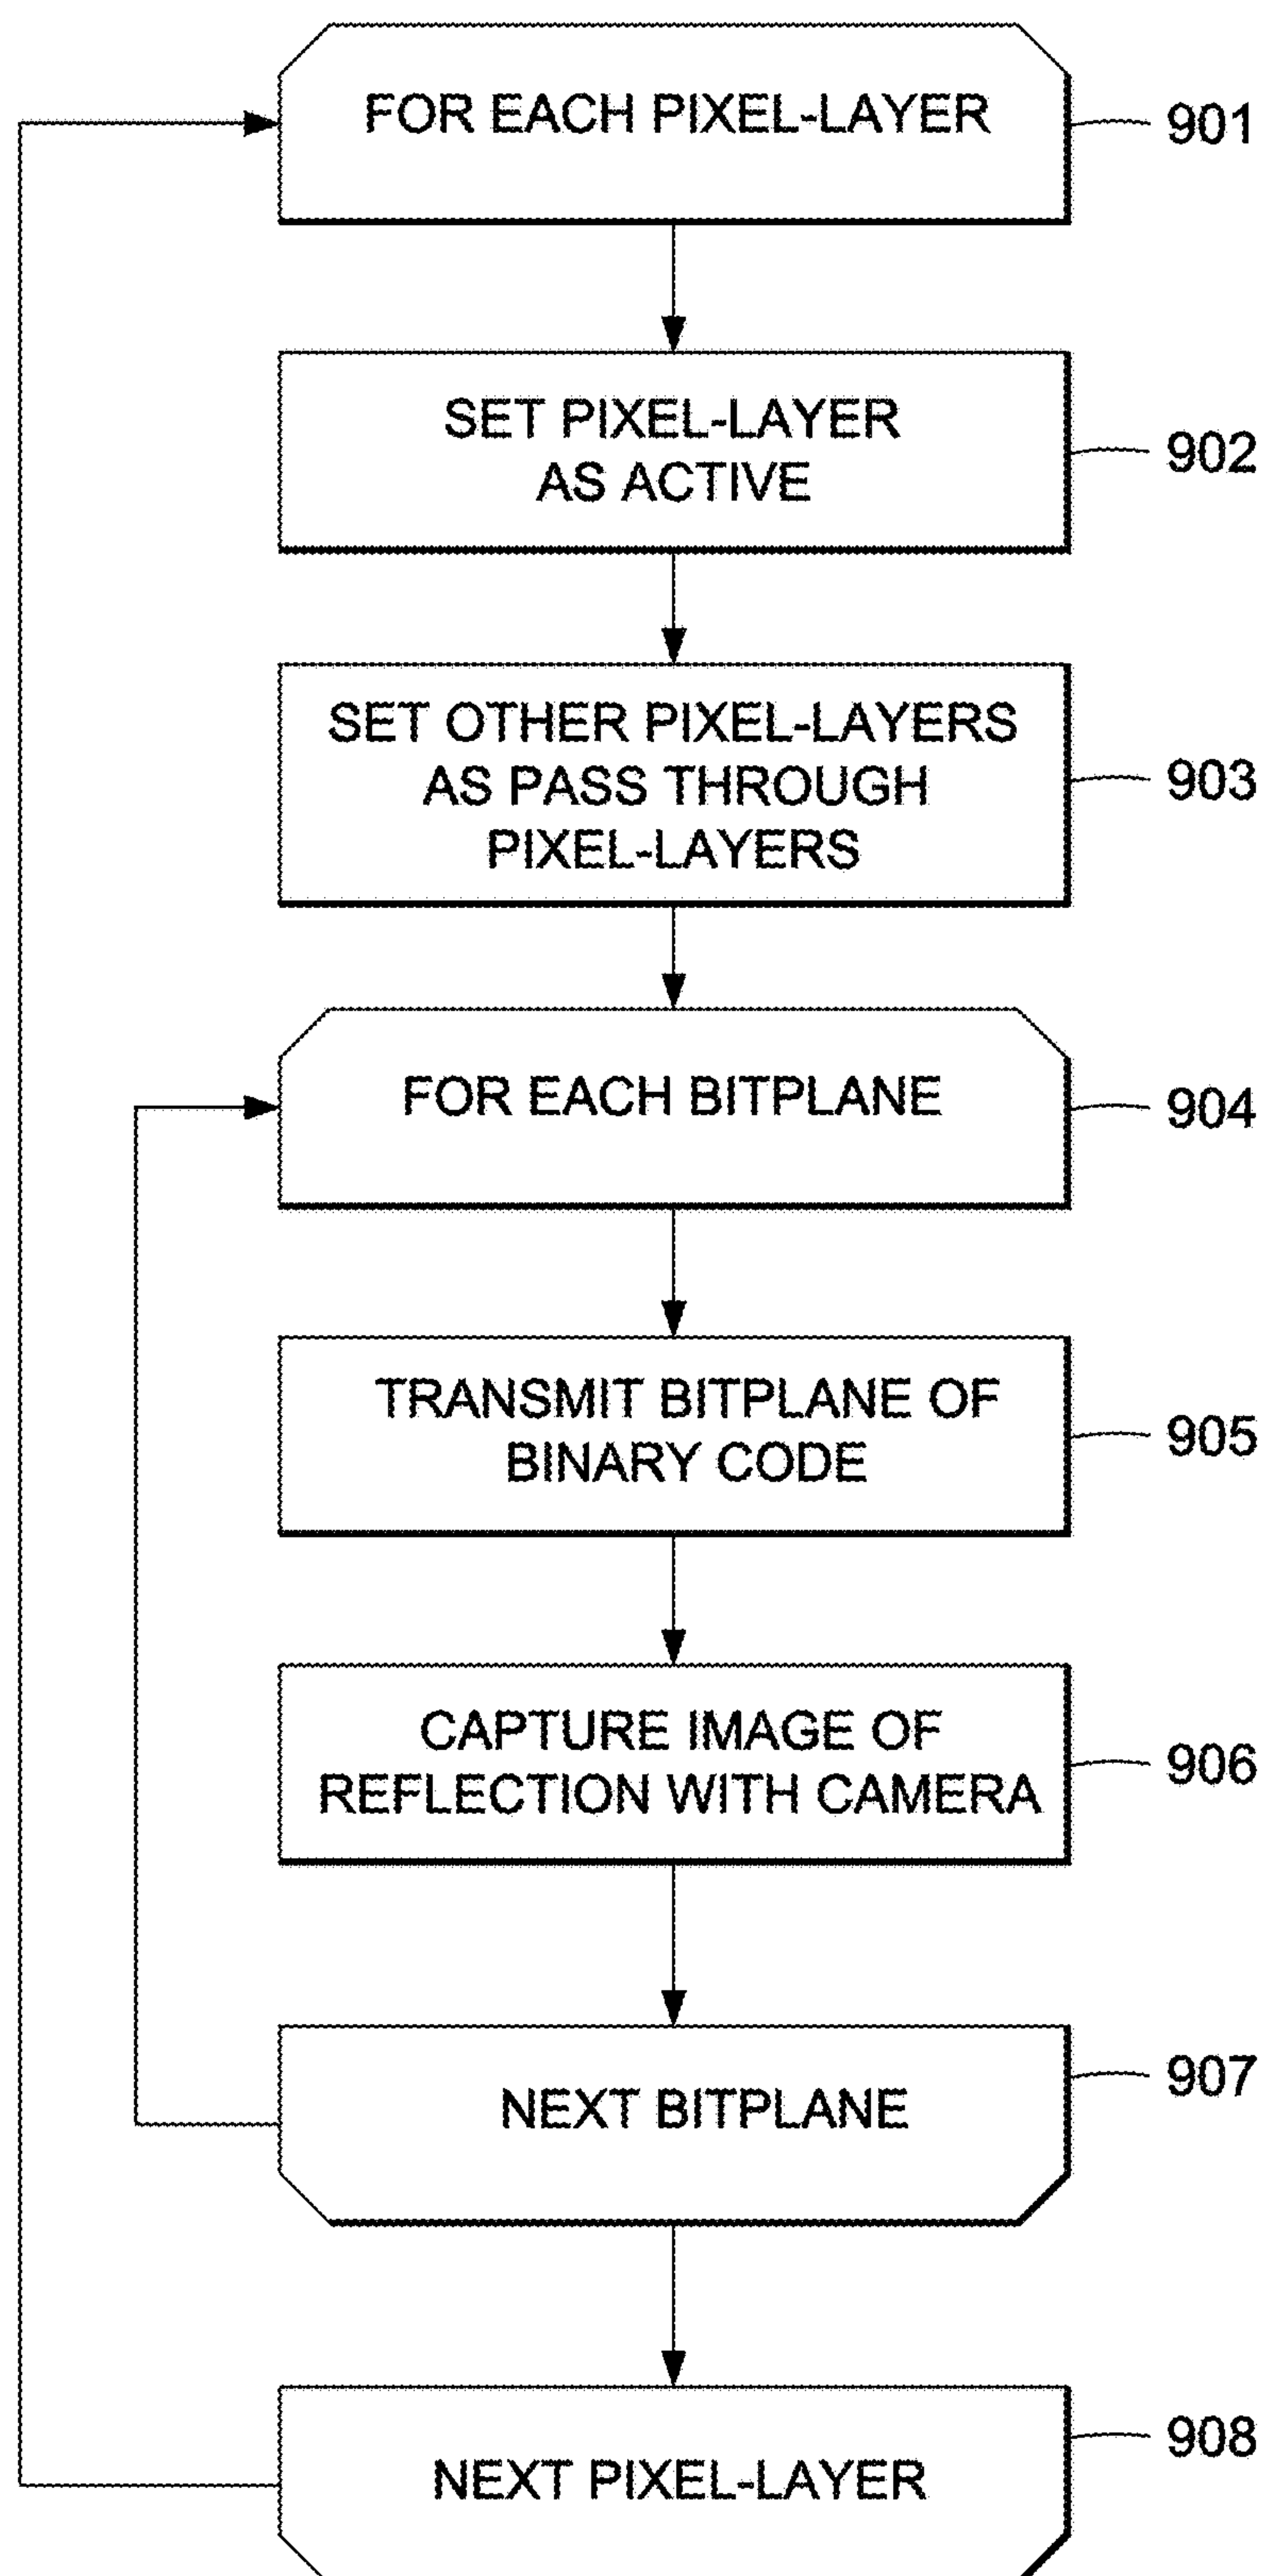 FOR EACH PIXEL-LAYER
901
SET PIXEL-LAYER
AS ACTIVE
902
SET OTHER PIXEL-LAYERS
AS PASS THROUGH
PIXEL-LAYERS
903
FOR EACH BITPLANE
904
TRANSMIT BITPLANE OF
BINARY CODE
905
CAPTURE IMAGE OF
REFLECTION WITH CAMERA
906
NEXT BITPLANE
907
NEXT PIXEL-LAYER
908